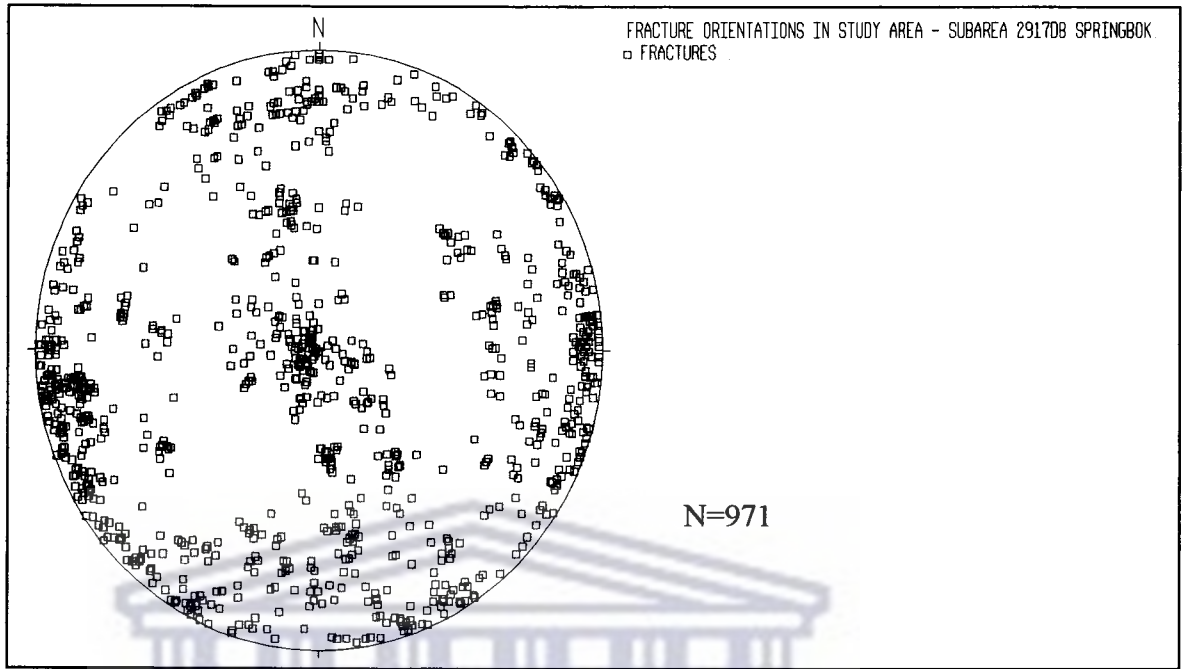 N
FRACTURE ORIENTATIONS IN STUDY AREA - SUBAREA 2917DB SPRINGBOK
FRACTURES
N=971